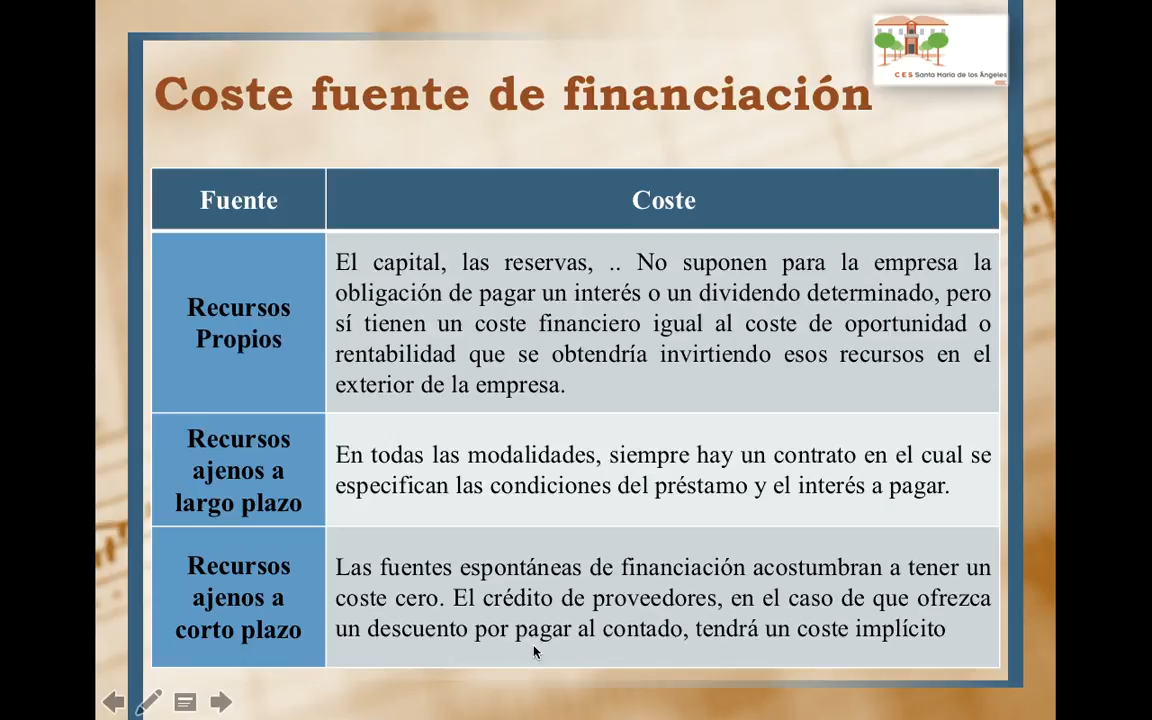 CES Santa María de los Ángeles
Coste fuente de financiación
Fuente
Coste
Recursos
Propios
El capital, las reservas, .. No suponen para la empresa la
obligación de pagar un interés o un dividendo determinado, pero
sí tienen un coste financiero igual al coste de oportunidad o
rentabilidad que se obtendría invirtiendo esos recursos en el
exterior de la empresa.
Recursos
ajenos a
largo plazo
En todas las modalidades, siempre hay un contrato en el cual se
especifican las condiciones del préstamo y el interés a pagar.
Recursos
ajenos a
corto plazo
Las fuentes espontáneas de financiación acostumbran a tener un
coste cero. El crédito de proveedores, en el caso de que ofrezca
un descuento por pagar al contado, tendrá un coste implícito